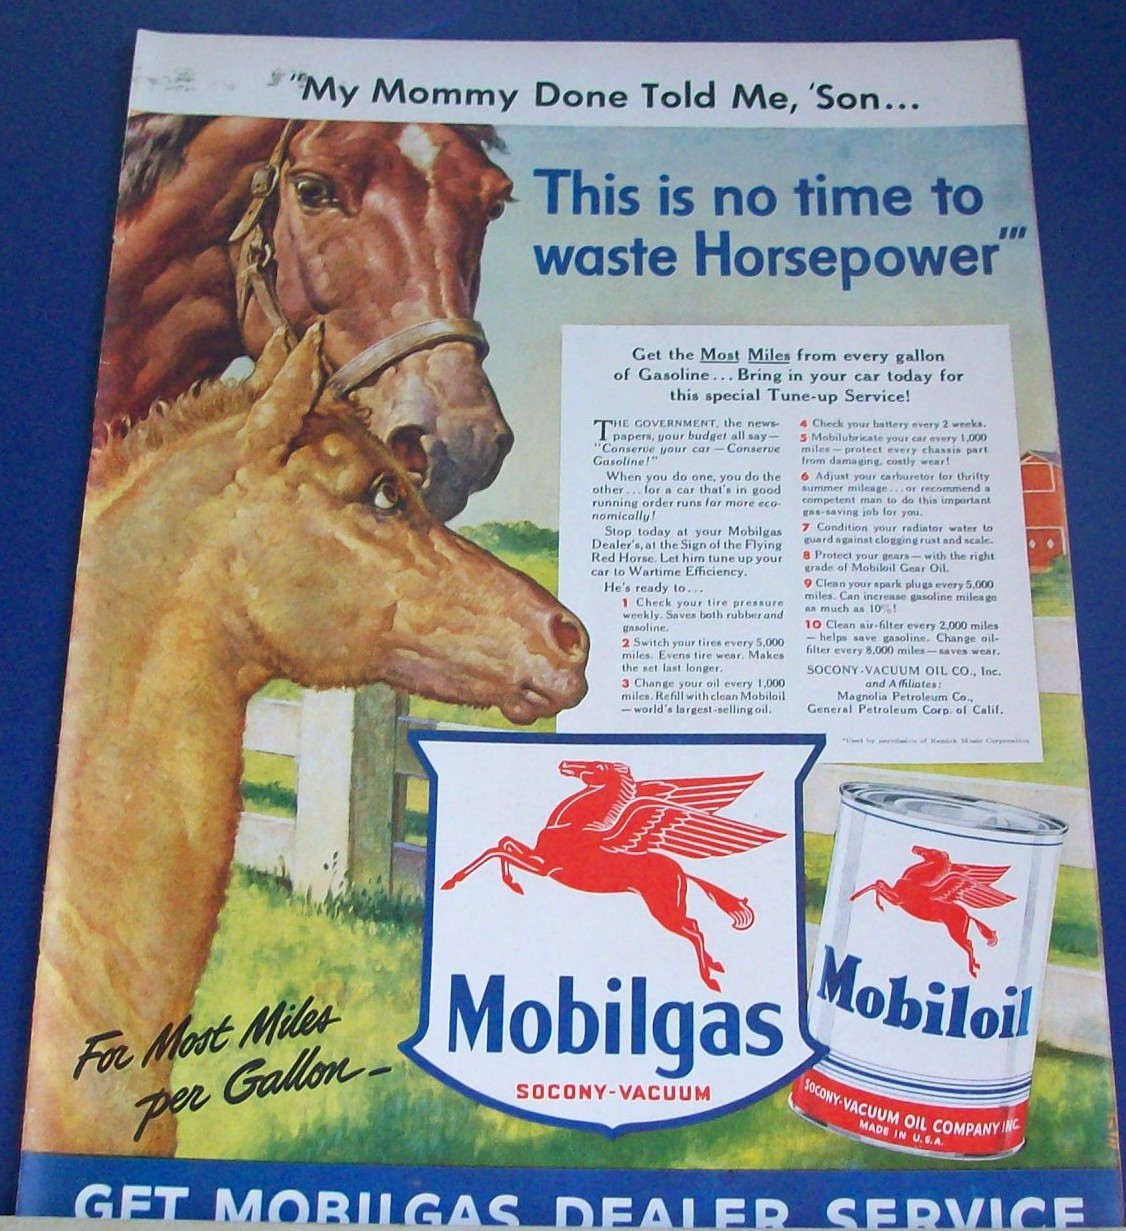 "My Mommy Done Told Me, 'Son...
This is no time to
waste Horsepower'"
Get the Most Miles from every gallon
of Gasoline... Bring in your car today for
this special Tune-up Service!
THE GOVERNMENT, the news-
papers, your budget all say—
"Conserve your car — Conserve
Gasoline!"
When you do one, you do the
other... for a car that's in good
running order runs far more eco-
nomically!
Stop today at your Mobilgas
Dealer's, at the Sign of the Flying
Red Horse. Let him tune up your
car to Wartime Efficiency.
He's ready to...
1 Check your tire pressure
weekly. Saves both rubber and
gasoline.
2 Switch your tires every 5,000
miles. Evens tire wear. Makes
the set last longer.
3 Change your oil every 1,000
miles. Refill with clean Mobiloil
—world's largest-selling oil.
4 Check your battery every 2 weeks.
5 Mobilubricate your car every 1,000
miles—protect every chassis part
from damaging, costly wear!
6 Adjust your carburetor for thrifty
summer mileage... or recommend a
competent man to do this important
gas-saving job for you.
7 Condition your radiator water to
guard against clogging rust and scale.
8 Protect your gears—with the right
grade of Mobiloil Gear Oil.
9 Clean your spark plugs every 5,000
miles. Can increase gasoline mileage
as much as 10%!
10 Clean air-filter every 2,000 miles
—helps save gasoline. Change oil-
filter every 8,000 miles—saves wear.
SOCONY-VACUUM OIL CO., Inc.
and Affiliates:
Magnolia Petroleum Co.,
General Petroleum Corp. of Calif.
*Used by permission of Remick Music Corporation
Mobilgas
SOCONY-VACUUM
Mobiloil
SOCONY-VACUUM OIL COMPANY INC.
MADE IN U.S.A.
For Most Miles
per Gallon—
GET MOBILGAS DEALER SERVICE